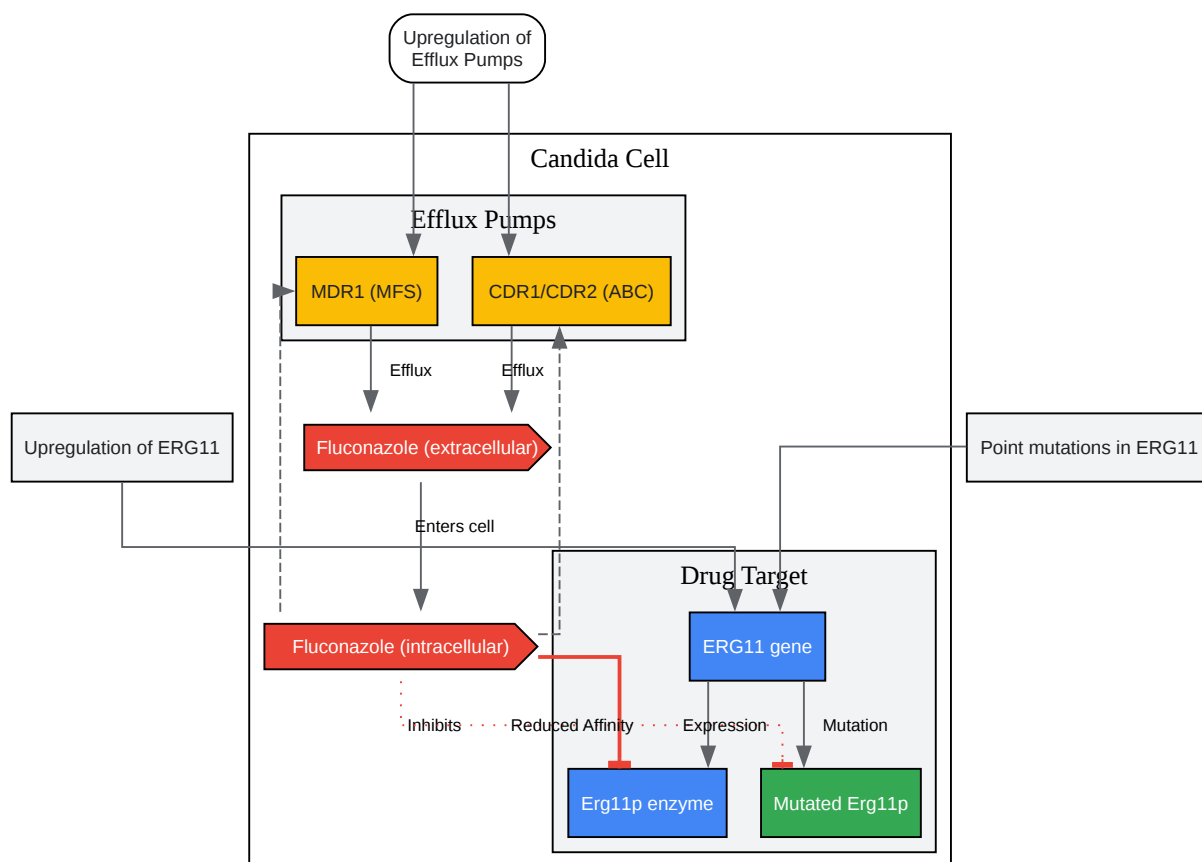 Upregulation of
Efflux Pumps
Candida Cell
Efflux Pumps
MDR1 (MFS)
CDR1/CDR2 (ABC)
Efflux
Efflux
Upregulation of ERG11
Fluconazole (extracellular)
Point mutations in ERG11
Enters cell
Drug Target
Fluconazole (intracellular)
ERG11 gene
Inhibits
Reduced Affinity
Expression
Mutation
Erg11p enzyme
Mutated Erg11p